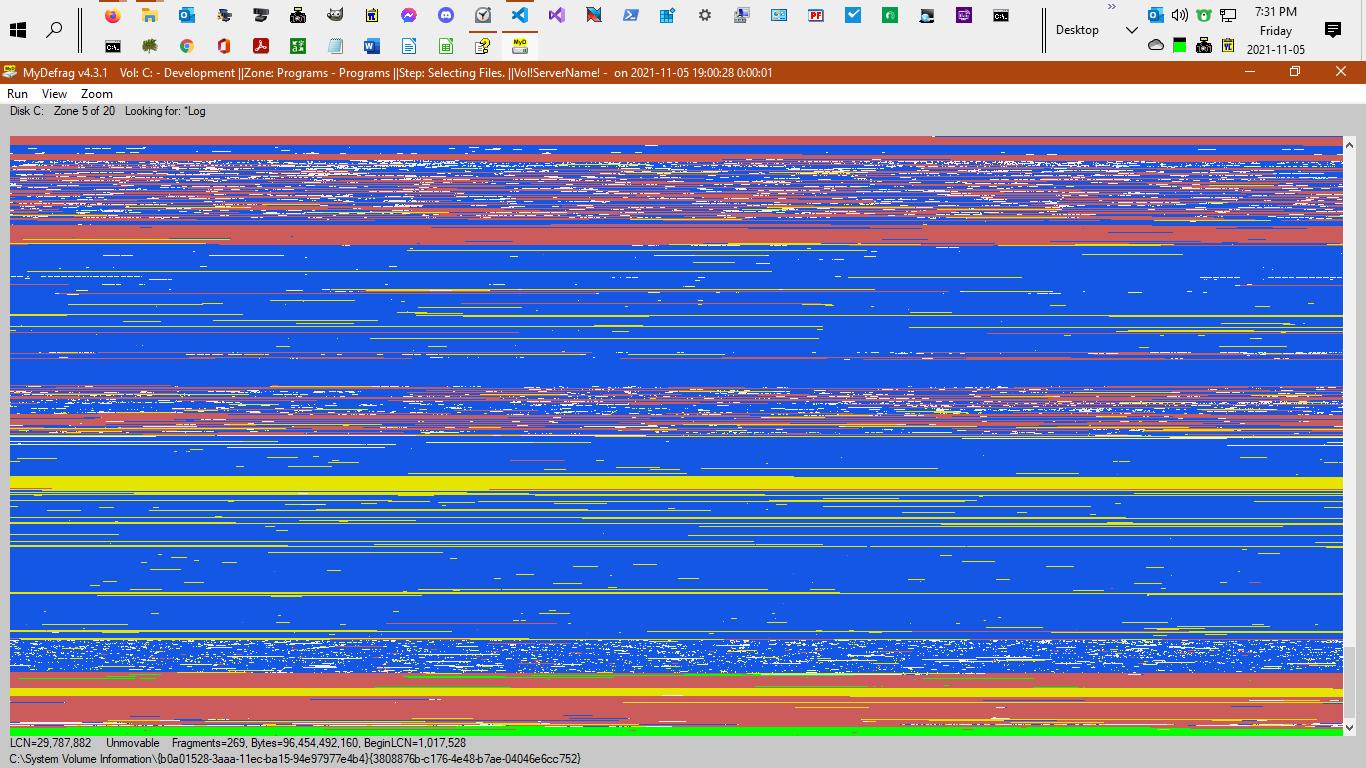 7:31 PM
Desktop
Friday
2021-11-05
MyDefrag v4.3.1 Vol: C: - Development ||Zone: Programs - Programs ||Step: Selecting Files. ||Vol!ServerName! - on 2021-11-05 19:00:28 0:00:01
Run View Zoom
Disk C: Zone 5 of 20 Looking for: *Log
LCN=29,787,882 Unmovable Fragments=269, Bytes=96,454,492,160, BeginLCN=1,017,528
C:\System Volume Information\{b0a01528-3aaa-11ec-ba15-94e97977e4b4}{3808876b-c176-4e48-b7ae-04046e6cc752}